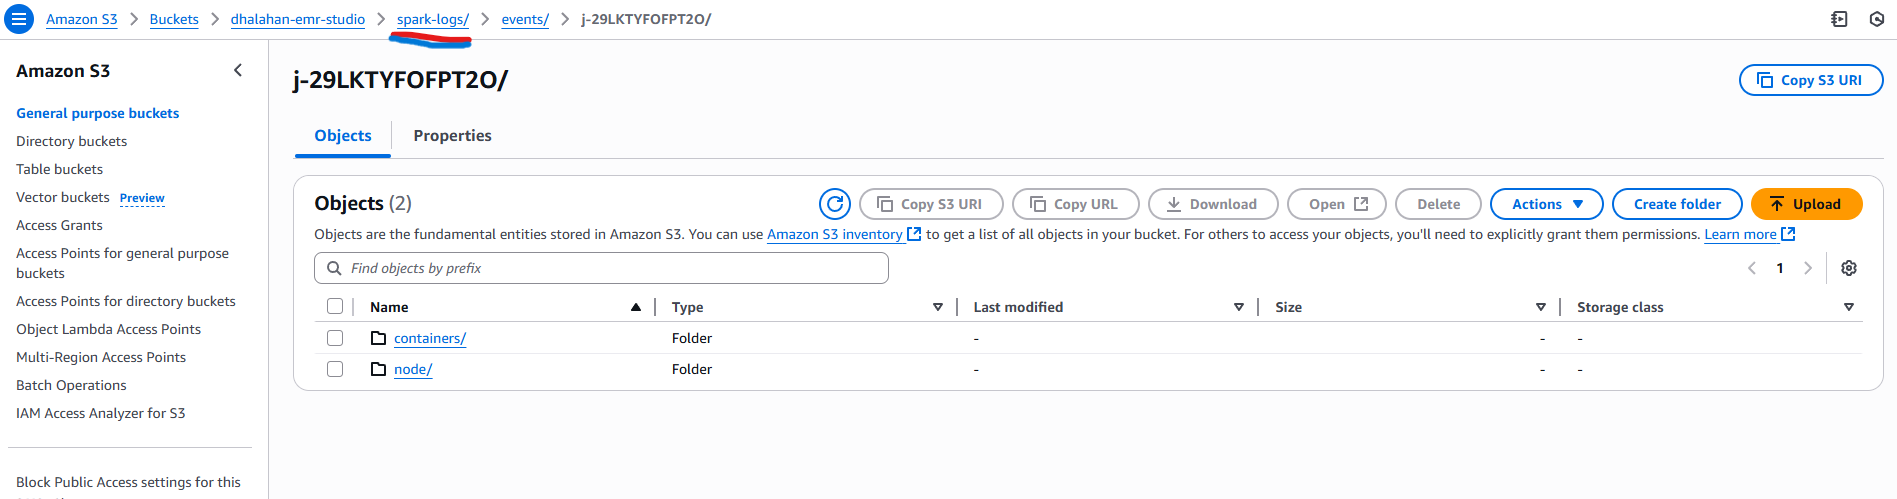 Amazon S3 > Buckets > dhalahan-emr-studio > spark-logs/ > events/ > j-29LKTYFOFPT2O/
Amazon S3
General purpose buckets
Directory buckets
Table buckets
Vector buckets Preview
Access Grants
Access Points for general purpose
buckets
Access Points for directory buckets
Object Lambda Access Points
Multi-Region Access Points
Batch Operations
IAM Access Analyzer for S3
Block Public Access settings for this
j-29LKTYFOFPT2O/
Copy S3 URI
Objects
Properties
Objects (2)
Copy S3 URI
Copy URL
Download
Open
Delete
Actions
Create folder
Upload
Objects are the fundamental entities stored in Amazon S3. You can use Amazon S3 inventory to get a list of all objects in your bucket. For others to access your objects, you'll need to explicitly grant them permissions. Learn more
Find objects by prefix
1
Name Type Last modified Size Storage class
containers/ Folder - - -
node/ Folder - - -